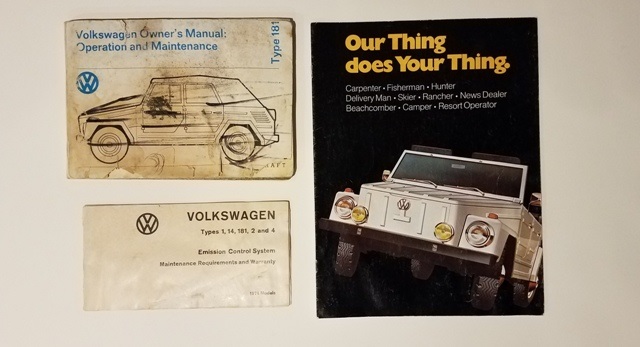 Volkswagen Owner's Manual:
Operation and Maintenance
Type 181
VOLKSWAGEN
Types 1, 14, 181, 2 and 4
Emission Control System
Maintenance Requirements and Warranty
Our Thing
does Your Thing.
Carpenter • Fisherman • Hunter
Delivery Man • Skier • Rancher • News Dealer
Beachcomber • Camper • Resort Operator